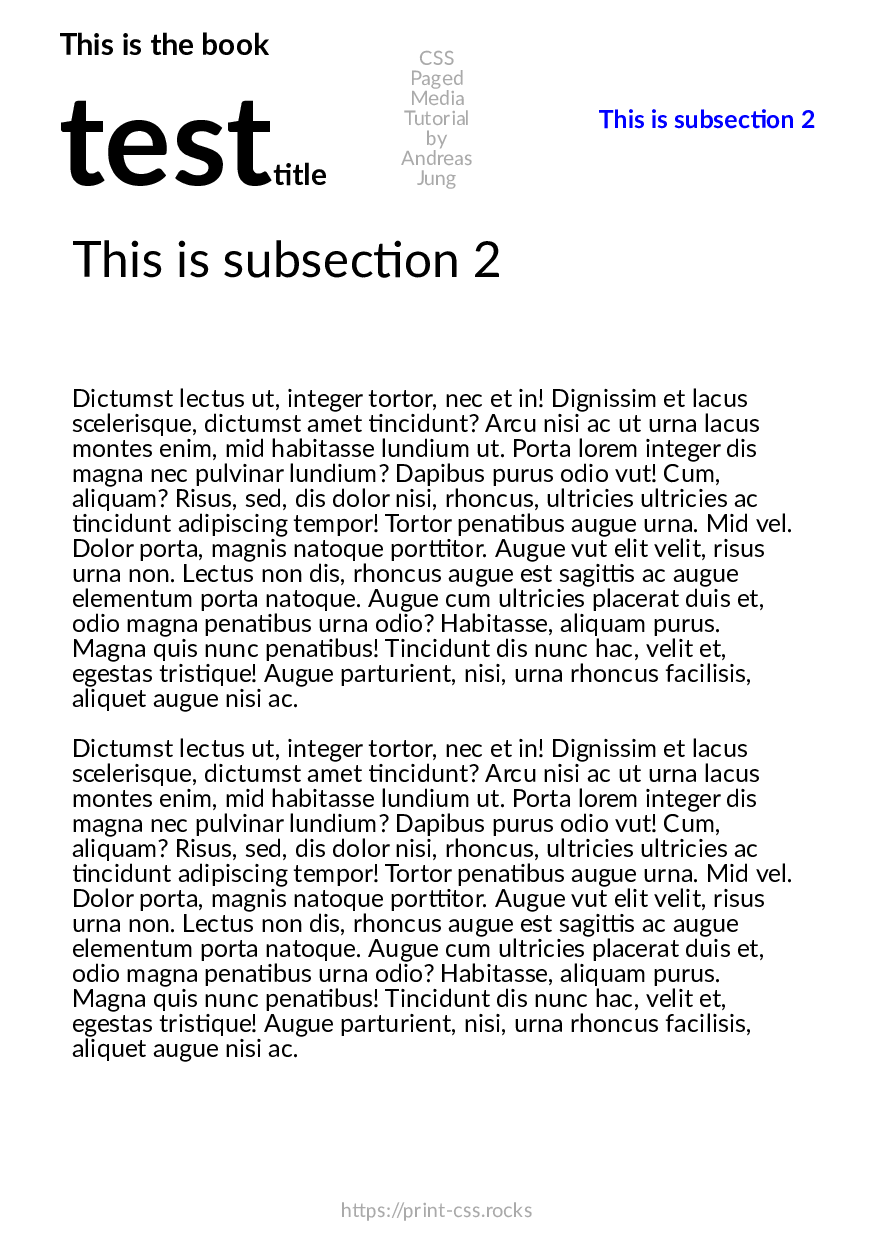 This is the book
testtitle
CSS
Paged
Media
Tutorial
by
Andreas
Jung
This is subsection 2
This is subsection 2
Dictumst lectus ut, integer tortor, nec et in! Dignissim et lacus
scelerisque, dictumst amet tincidunt? Arcu nisi ac ut urna lacus
montes enim, mid habitasse lundium ut. Porta lorem integer dis
magna nec pulvinar lundium? Dapibus purus odio vut! Cum,
aliquam? Risus, sed, dis dolor nisi, rhoncus, ultricies ultricies ac
tincidunt adipiscing tempor! Tortor penatibus augue urna. Mid vel.
Dolor porta, magnis natoque porttitor. Augue vut elit velit, risus
urna non. Lectus non dis, rhoncus augue est sagittis ac augue
elementum porta natoque. Augue cum ultricies placerat duis et,
odio magna penatibus urna odio? Habitasse, aliquam purus.
Magna quis nunc penatibus! Tincidunt dis nunc hac, velit et,
egestas tristique! Augue parturient, nisi, urna rhoncus facilisis,
aliquet augue nisi ac.
Dictumst lectus ut, integer tortor, nec et in! Dignissim et lacus
scelerisque, dictumst amet tincidunt? Arcu nisi ac ut urna lacus
montes enim, mid habitasse lundium ut. Porta lorem integer dis
magna nec pulvinar lundium? Dapibus purus odio vut! Cum,
aliquam? Risus, sed, dis dolor nisi, rhoncus, ultricies ultricies ac
tincidunt adipiscing tempor! Tortor penatibus augue urna. Mid vel.
Dolor porta, magnis natoque porttitor. Augue vut elit velit, risus
urna non. Lectus non dis, rhoncus augue est sagittis ac augue
elementum porta natoque. Augue cum ultricies placerat duis et,
odio magna penatibus urna odio? Habitasse, aliquam purus.
Magna quis nunc penatibus! Tincidunt dis nunc hac, velit et,
egestas tristique! Augue parturient, nisi, urna rhoncus facilisis,
aliquet augue nisi ac.
https://print-css.rocks